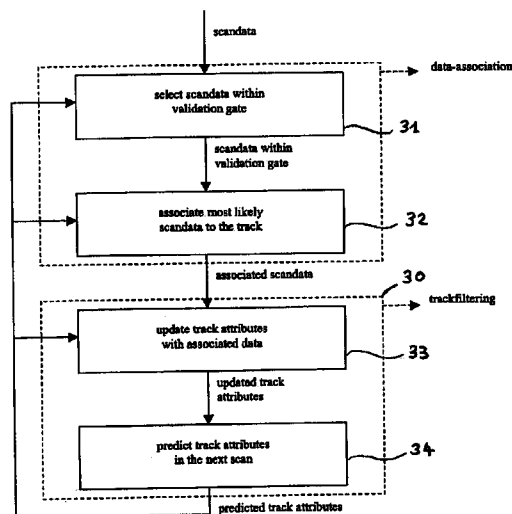 scandata
data-association
select scandata within
validation gate
31
scandata within
validation gate
associate most likely
scandata to the track
32
associated scandata
30
trackfiltering
update track attributes
with associated data
33
updated track
attributes
predict track attributes
in the next scan
34
predicted track attributes